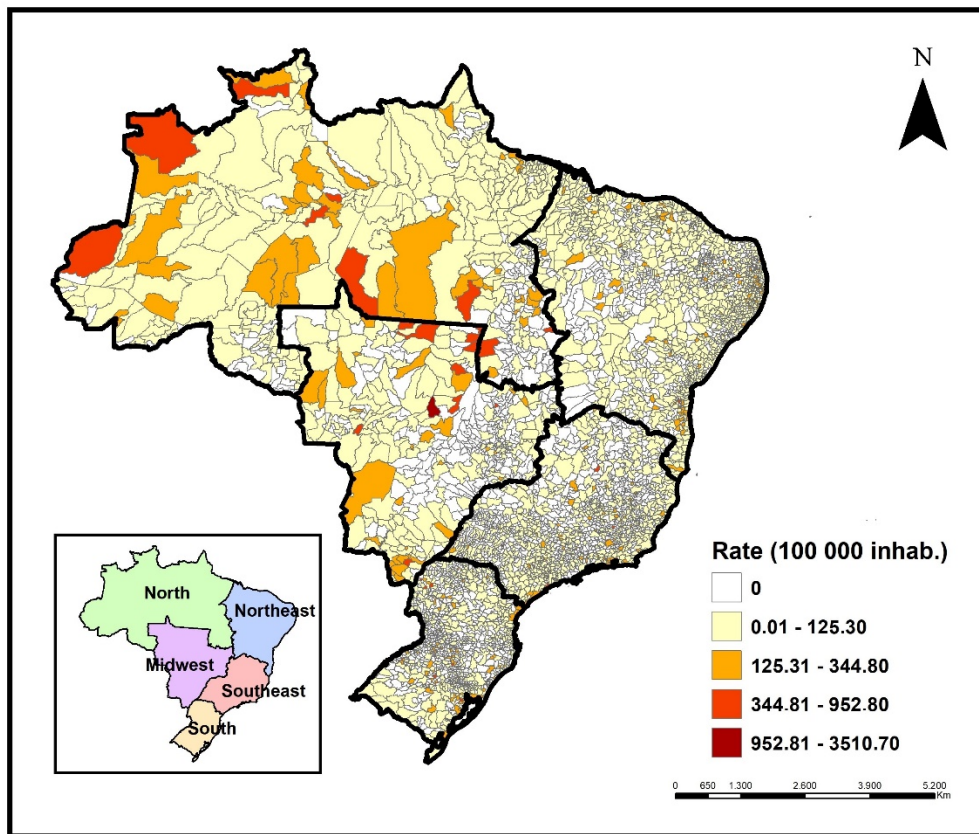 N
North
Northeast
Midwest
Southeast
South
Rate (100 000 inhab.)
0
0.01 - 125.30
125.31 - 344.80
344.81 - 952.80
952.81 - 3510.70
0 650 1.300 2.600 3.900 5.200
Km